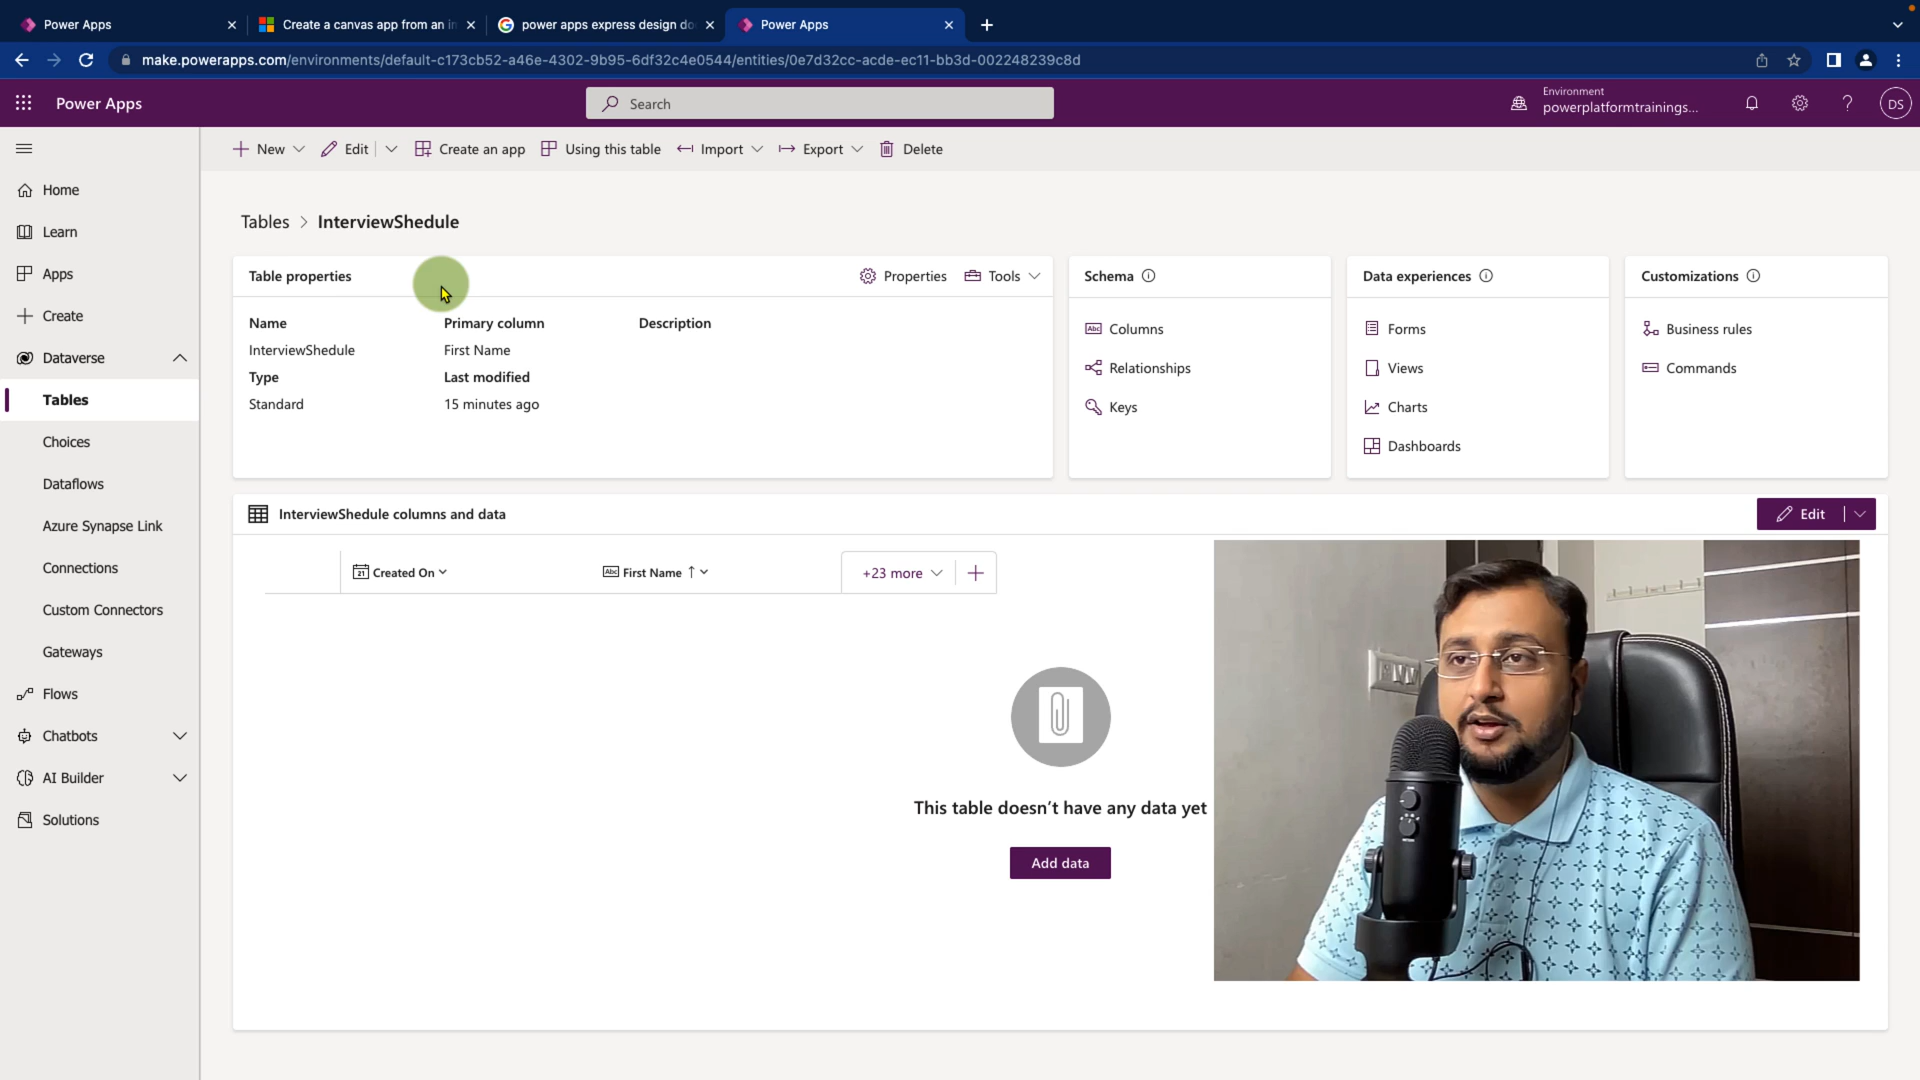 Power Apps
Create a canvas app from an in
power apps express design do
Power Apps
make.powerapps.com/environments/default-c173cb52-a46e-4302-9b95-6df32c4e0544/entities/0e7d32cc-acde-ec11-bb3d-002248239c8d
Power Apps
Search
Environment
powerplatformtrainings...
DS
New
Edit
Create an app
Using this table
Import
Export
Delete
Home
Learn
Apps
Create
Dataverse
Tables
Choices
Dataflows
Azure Synapse Link
Connections
Custom Connectors
Gateways
Flows
Chatbots
AI Builder
Solutions
Tables > InterviewShedule
Table properties
Properties
Tools
Name
Primary column
Description
InterviewShedule
First Name
Type
Last modified
Standard
15 minutes ago
Schema
Columns
Relationships
Keys
Data experiences
Forms
Views
Charts
Dashboards
Customizations
Business rules
Commands
InterviewShedule columns and data
Edit
Created On
Abc First Name ↑
+23 more
This table doesn't have any data yet
Add data